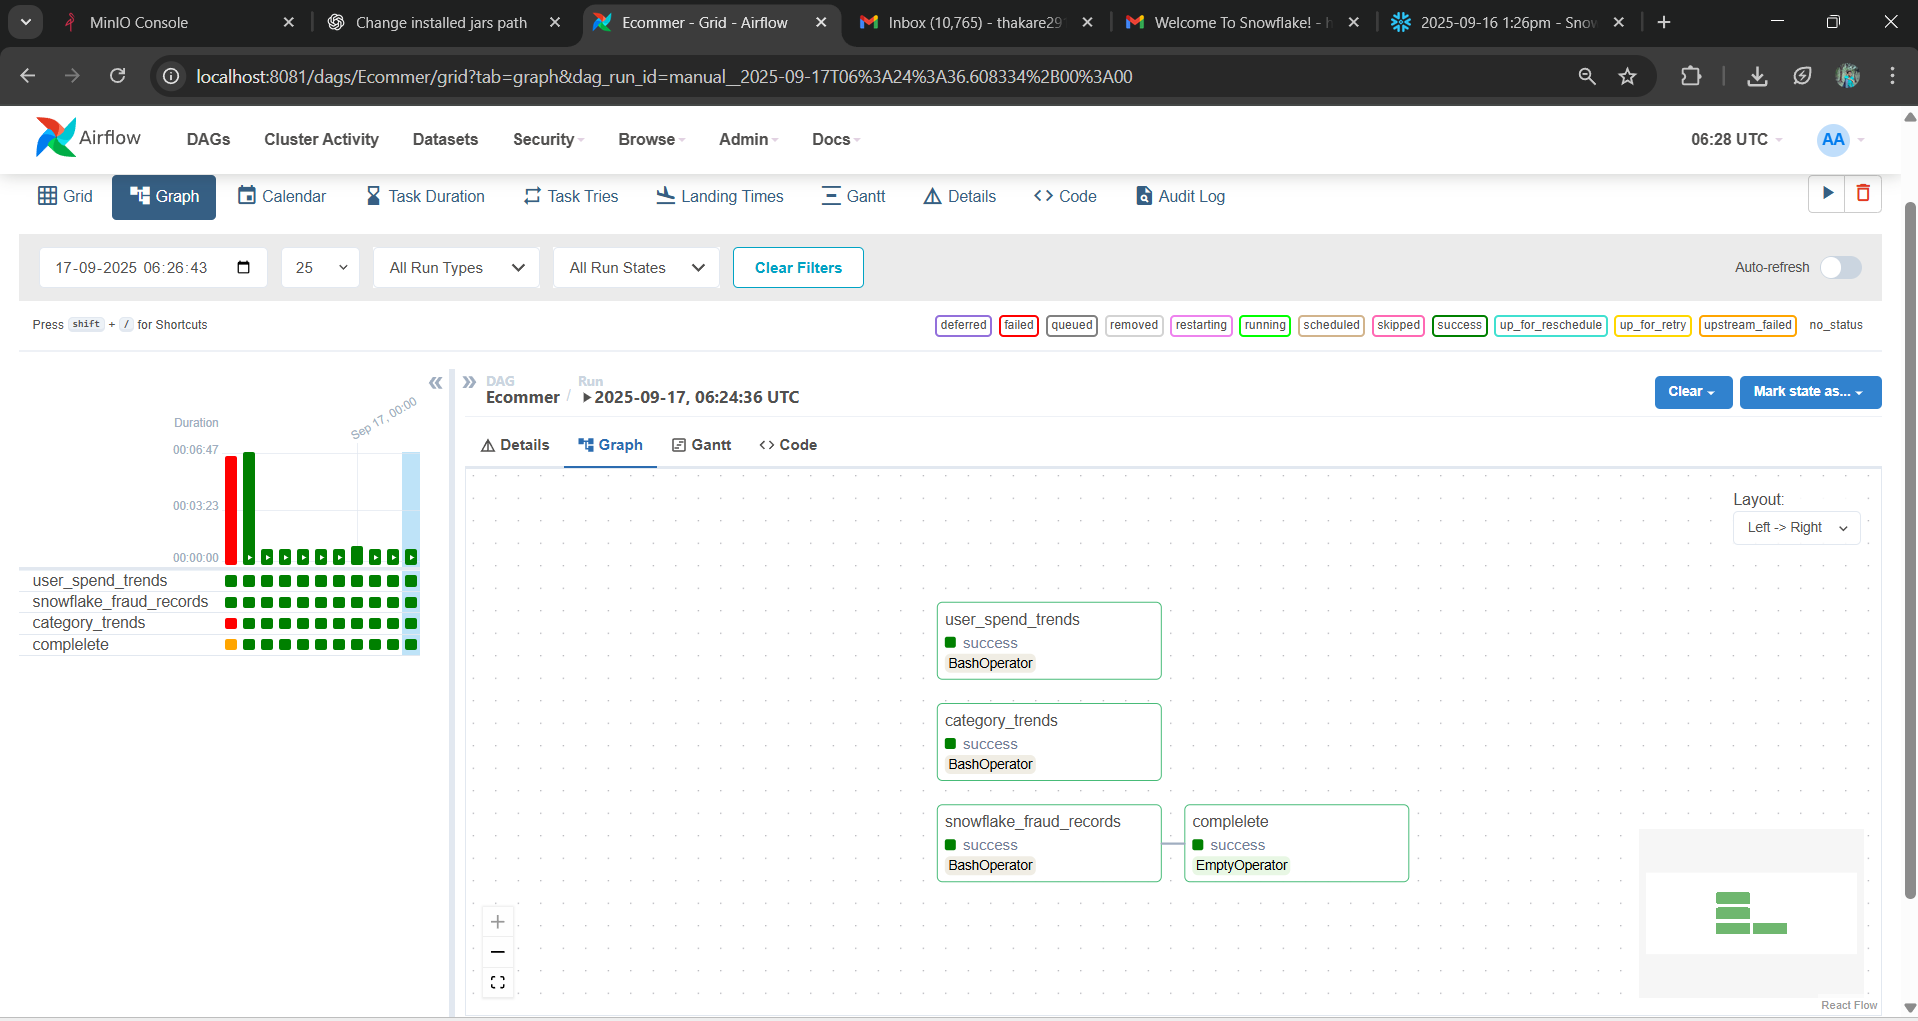 MinIO Console
Change installed jars path
Ecommer - Grid - Airflow
Inbox (10,765) - thakare29
Welcome To Snowflake! - h
2025-09-16 1:26pm - Snow
localhost:8081/dags/Ecommer/grid?tab=graph&dag_run_id=manual__2025-09-17T06%3A24%3A36.608334%2B00%3A00
Airflow DAGs Cluster Activity Datasets Security Browse Admin Docs 06:28 UTC AA
Grid Graph Calendar Task Duration Task Tries Landing Times Gantt Details Code Audit Log
17-09-2025 06:26:43 25 All Run Types All Run States Clear Filters Auto-refresh
Press shift + / for Shortcuts
deferred failed queued removed restarting running scheduled skipped success up_for_reschedule up_for_retry upstream_failed no_status
Sep 17, 00:00
Duration
00:06:47
00:03:23
00:00:00
user_spend_trends
snowflake_fraud_records
category_trends
complelete
DAG Run
Ecommer / 2025-09-17, 06:24:36 UTC
Clear Mark state as...
Details Graph Gantt Code
Layout:
Left -> Right
user_spend_trends
success
BashOperator
category_trends
success
BashOperator
snowflake_fraud_records
success
BashOperator
complelete
success
EmptyOperator
React Flow